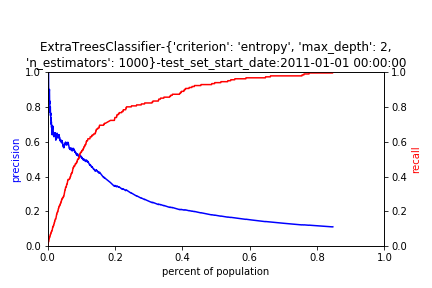 ExtraTreesClassifier-{'criterion': 'entropy', 'max_depth': 2,
'n_estimators': 1000}-test_set_start_date:2011-01-01 00:00:00
1.0
0.8
0.6
0.4
0.2
0.0
precision
1.0
0.8
0.6
0.4
0.2
0.0
recall
0.0 0.2 0.4 0.6 0.8 1.0
percent of population